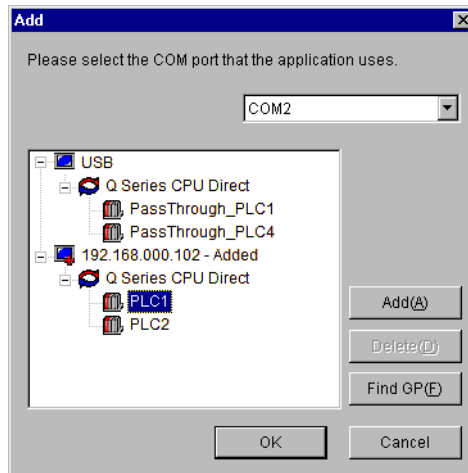 Add
Please select the COM port that the application uses.
COM2
USB
Q Series CPU Direct
PassThrough_PLC1
PassThrough_PLC4
192.168.000.102 - Added
Q Series CPU Direct
PLC1
PLC2
Add(A)
Delete(D)
Find GP(F)
OK
Cancel